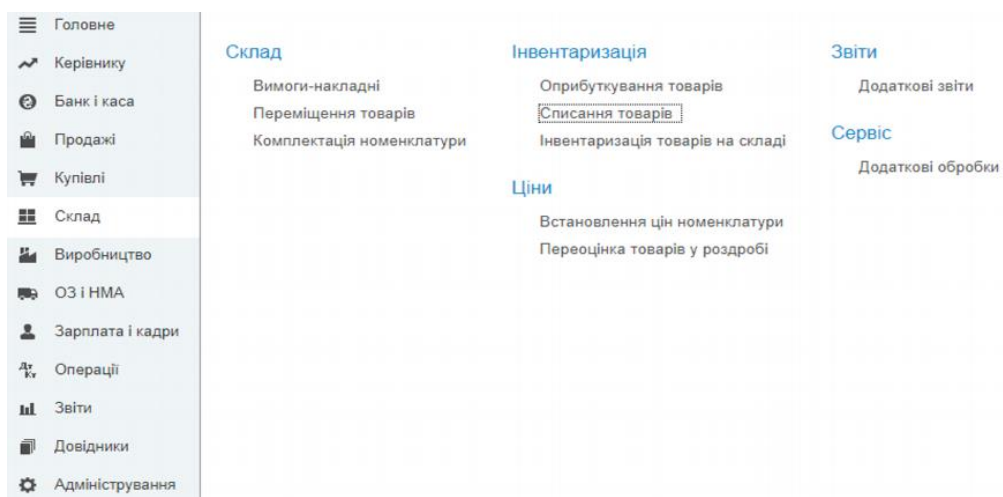 Головне
Керівнику
Банк і каса
Продажі
Купівлі
Склад
Виробництво
ОЗ і НМА
Зарплата і кадри
Дт Кт Операції
Звіти
Довідники
Адміністрування
Склад
Вимоги-накладні
Переміщення товарів
Комплектація номенклатури
Інвентаризація
Оприбуткування товарів
Списання товарів
Інвентаризація товарів на складі
Ціни
Встановлення цін номенклатури
Переоцінка товарів у роздробі
Звіти
Додаткові звіти
Сервіс
Додаткові обробки